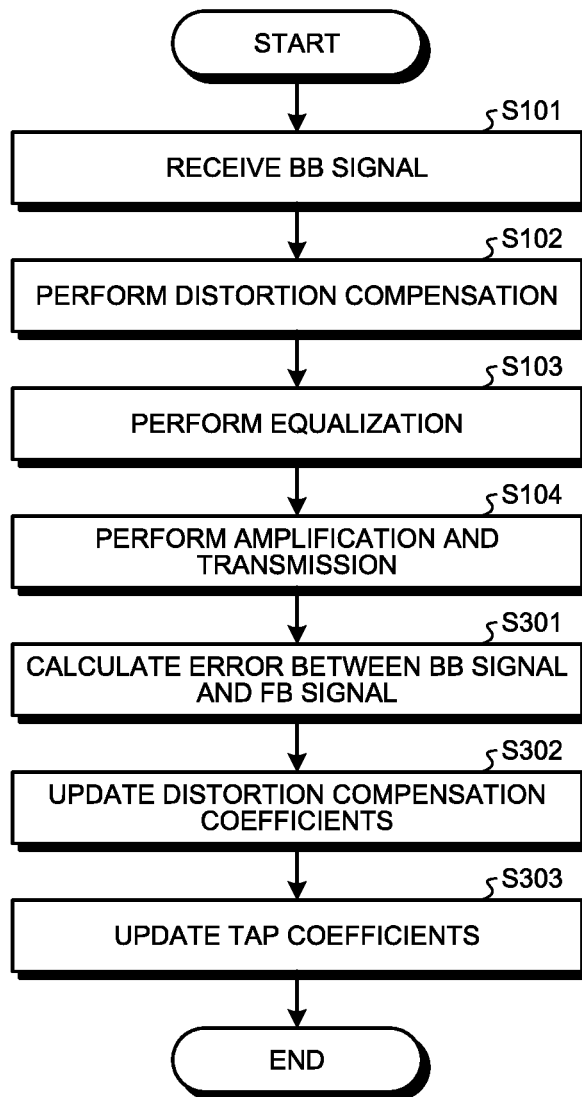 START
S101
RECEIVE BB SIGNAL
S102
PERFORM DISTORTION COMPENSATION
S103
PERFORM EQUALIZATION
S104
PERFORM AMPLIFICATION AND
TRANSMISSION
S301
CALCULATE ERROR BETWEEN BB SIGNAL
AND FB SIGNAL
S302
UPDATE DISTORTION COMPENSATION
COEFFICIENTS
S303
UPDATE TAP COEFFICIENTS
END